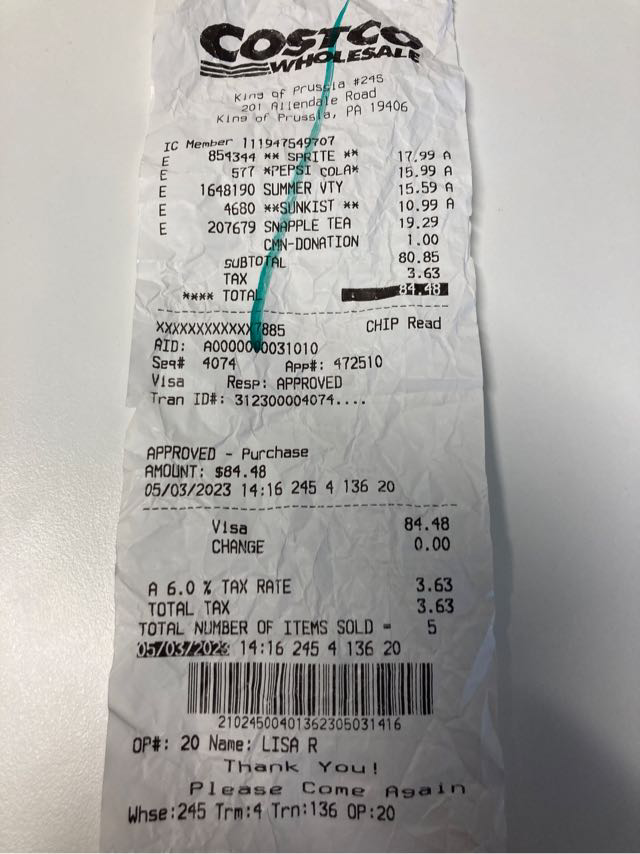 COSTCO
WHOLESALE
King of Prussia #245
201 Allendale Road
King of Prussia, PA 19406
IC Member 111947549707
E 854344 ** SPRITE ** 17.99 A
E 577 *PEPSI COLA* 15.99 A
E 1648190 SUMMER VTY 15.59 A
E 4680 **SUNKIST ** 10.99 A
E 207679 SNAPPLE TEA 19.29
CMN-DONATION 1.00
SUBTOTAL 80.85
TAX 3.63
**** TOTAL 84.48
XXXXXXXXXXXX7885 CHIP Read
AID: A0000000031010
Seq# 4074 App#: 472510
Visa Resp: APPROVED
Tran ID#: 312300004074....
APPROVED - Purchase
AMOUNT: $84.48
05/03/2023 14:16 245 4 136 20
Visa 84.48
CHANGE 0.00
A 6.0 % TAX RATE 3.63
TOTAL TAX 3.63
TOTAL NUMBER OF ITEMS SOLD = 5
05/03/2023 14:16 245 4 136 20
21024500401362305031416
OP#: 20 Name: LISA R
Thank You!
Please Come Again
Whse:245 Trm:4 Trn:136 OP:20